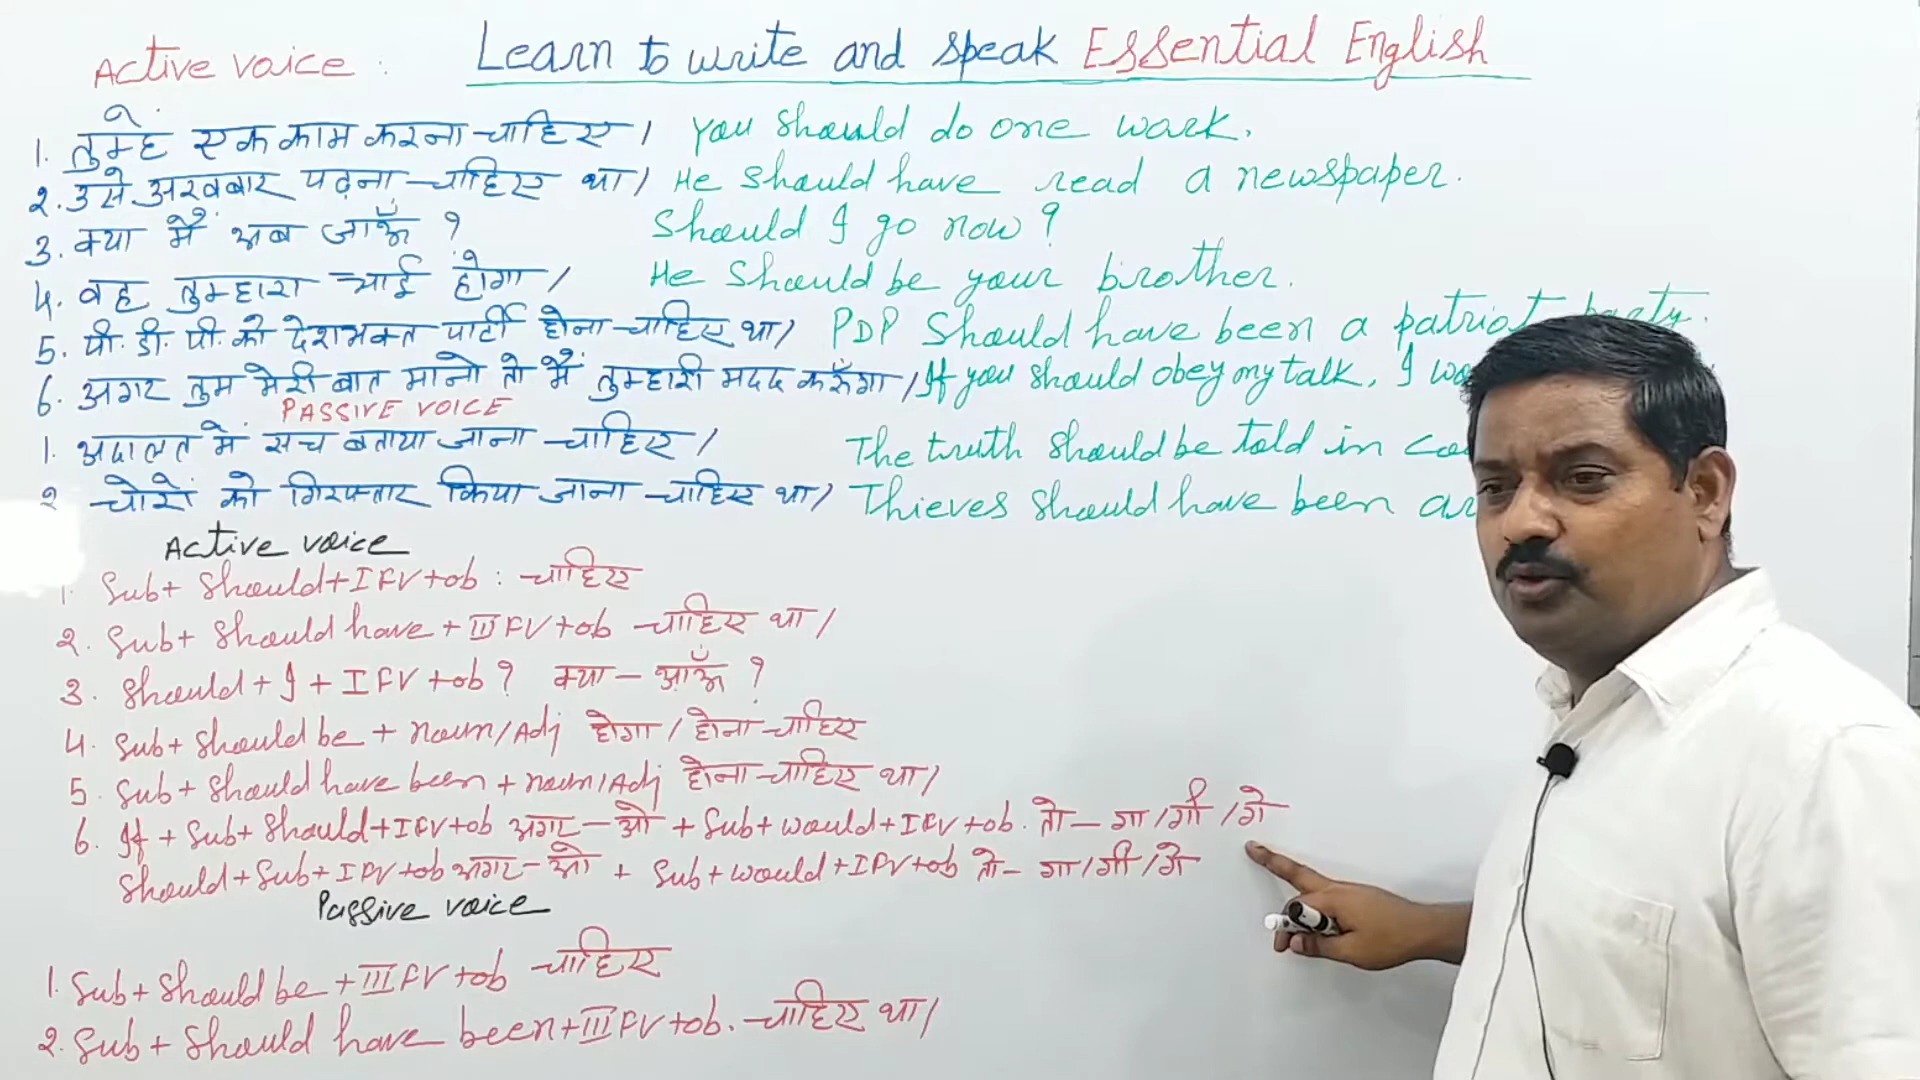 Active voice : Learn to write and speak Essential English
1. तुम्हें एक काम करना चाहिए । You should do one work.
2. उसे अखबार पढ़ना चाहिए था । He should have read a newspaper.
3. क्या मैं अब जाऊँ ? Should I go now ?
4. वह तुम्हारा भाई होगा । He should be your brother.
5. पी. डी. पी. को देशभक्त पार्टी होना चाहिए था । PDP should have been a patriot party.
6. अगर तुम मेरी बात मानो तो मैं तुम्हारी मदद करूँगा । If you should obey my talk, I
PASSIVE VOICE
1. अदालत में सच बताया जाना चाहिए । The truth should be told in
2 चोरों को गिरफ्तार किया जाना चाहिए था । Thieves should have been
Active voice
1. Sub + should + I FV + ob : चाहिए
2. Sub + should have + III FV + ob चाहिए था ।
3. Should + I + I FV + ob ? क्या – आऊँ ?
4. Sub + should be + noun/Adj होगा / होना चाहिए
5. Sub + should have been + noun/Adj होना चाहिए था ।
6. If + Sub + should + I FV + ob अगर – ओ + Sub + would + I FV + ob. तो – गा / गी / गे
Should + Sub + I FV + ob अगर – ओ + Sub + would + I FV + ob तो – गा / गी / गे
Passive voice
1. Sub + should be + III FV + ob चाहिए
2. Sub + should have been + III FV + ob. चाहिए था ।